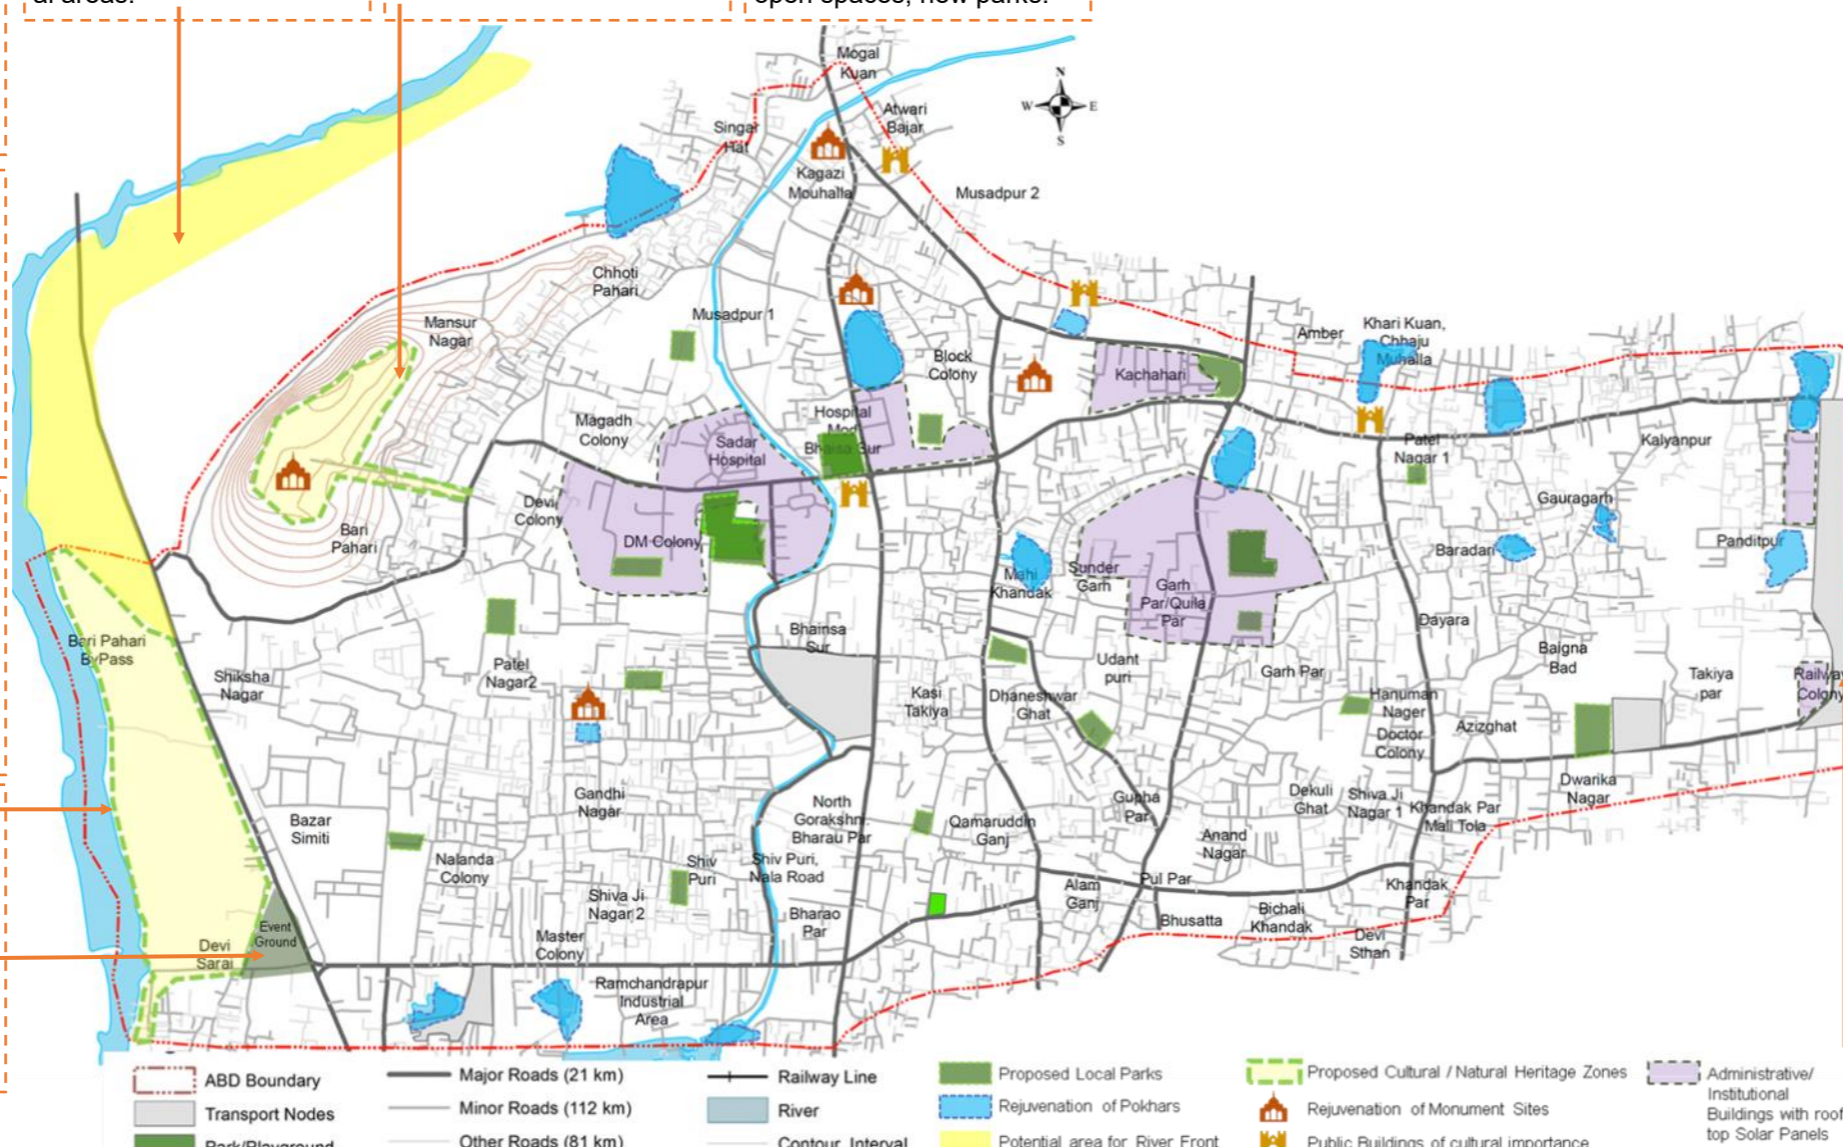 al areas.
open spaces, new parks.
Mogal
Kuan
N
W
E
S
Atwari
Bajar
Singar
Hat
Kagazi
Mouhalla
Musadpur 2
Chhoti
Pahari
Musadpur 1
Mansur
Nagar
Block
Colony
Kachahari
Amber
Khari Kuan,
Chhaju
Muhalla
Magadh
Colony
Sadar
Hospital
Hospital
Mod
Bhaisa Sur
Patel
Nagar 1
Kalyanpur
Gauragarh
Devi
Colony
DM Colony
Bari
Pahari
Mahi
Khandak
Sunder
Garh
Garh
Par/Quila
Par
Baradari
Panditpur
Dayara
Bari Pahari
ByPass
Shiksha
Nagar
Patel
Nagar2
Bhainsa
Sur
Kasi
Takiya
Dhaneshwar
Ghat
Udant
puri
Garh Par
Hanuman
Nager
Doctor
Colony
Baigna
Bad
Azizghat
Takiya
par
Railway
Colony
Gandhi
Nagar
Bazar
Simiti
North
Gorakshn
Bharau Par
Qamaruddin
Ganj
Gupha
Par
Dekuli
Ghat
Shiva Ji
Nagar 1
Khandak Par
Mali Tola
Dwarika
Nagar
Anand
Nagar
Nalanda
Colony
Shiv
Puri
Shiv Puri,
Nala Road
Shiva Ji
Nagar 2
Alam
Ganj
Pul Par
Khandak
Par
Bharao
Par
Bhusatta
Bichali
Khandak
Devi
Sthan
Event
Ground
Devi
Sarai
Master
Colony
Ramchandrapur
Industrial
Area
ABD Boundary
Transport Nodes
Park/Playground
Major Roads (21 km)
Minor Roads (112 km)
Other Roads (81 km)
Railway Line
River
Contour Interval
Proposed Local Parks
Rejuvenation of Pokhars
Potential area for River Front
Proposed Cultural / Natural Heritage Zones
Rejuvenation of Monument Sites
Public Buildings of cultural importance
Administrative/
Institutional
Buildings with roof
top Solar Panels